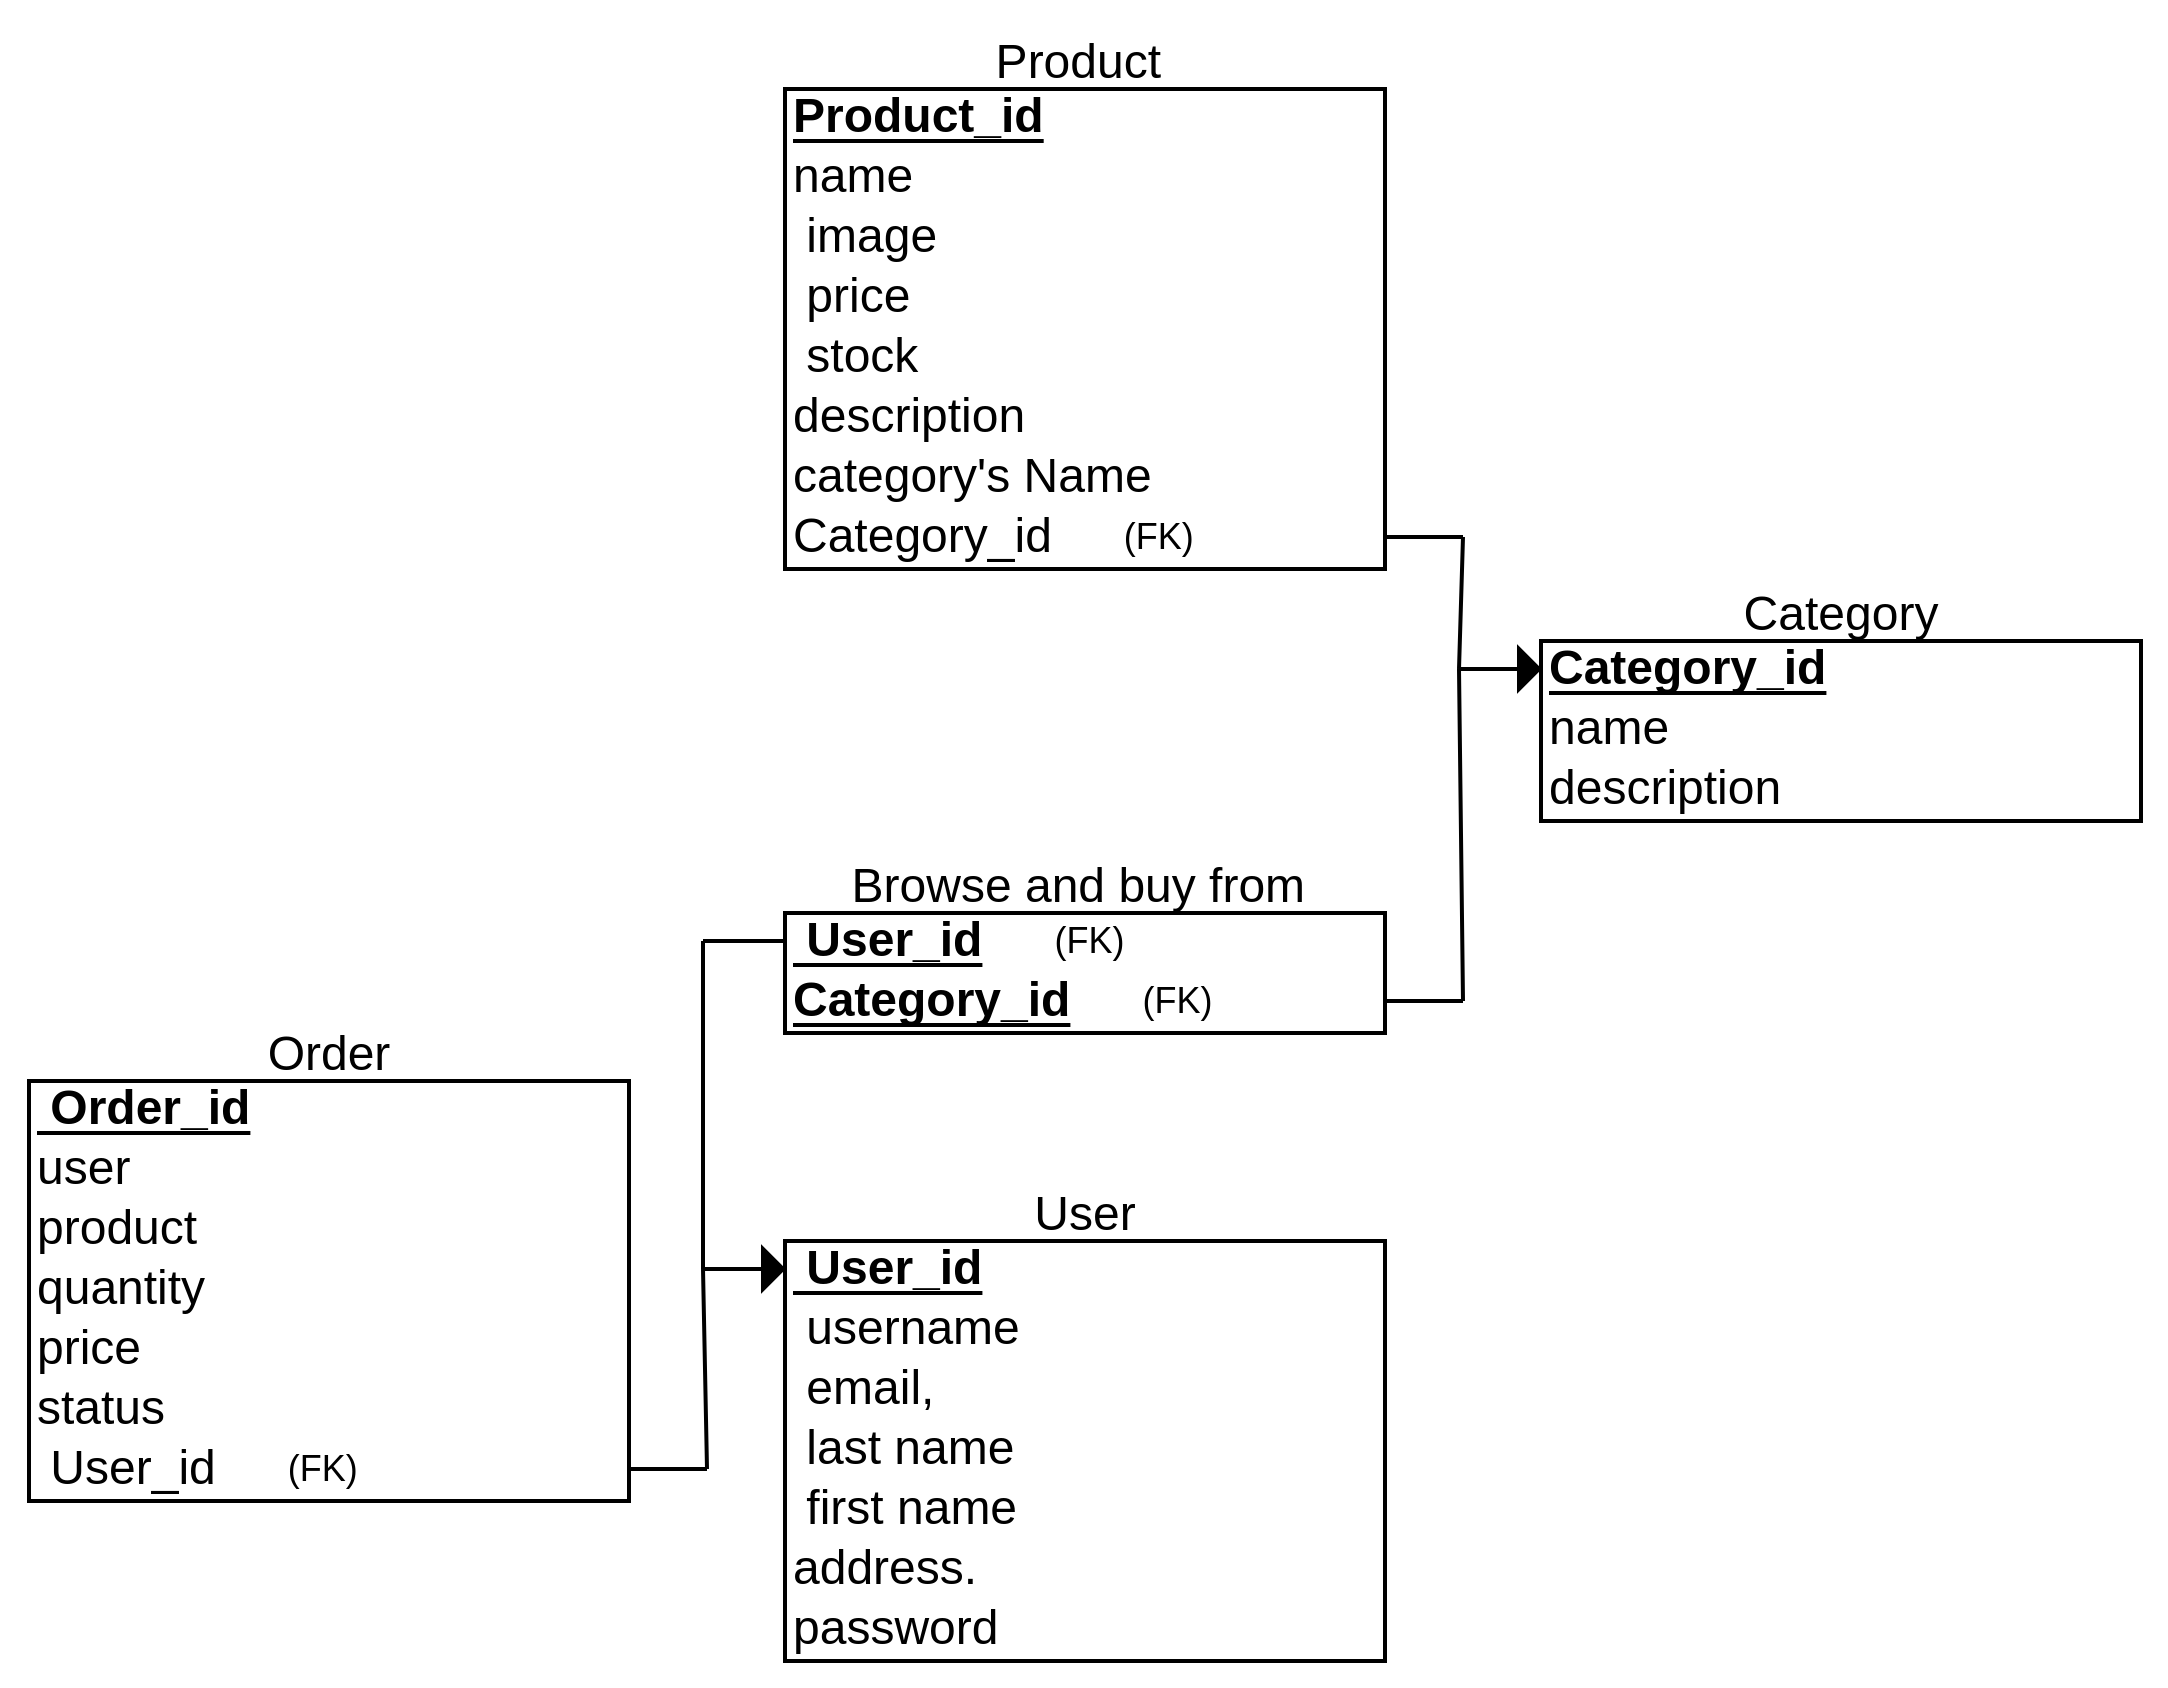 Product
Product_id
name
image
price
stock
description
category's Name
Category_id (FK)
Category
Category_id
name
description
Browse and buy from
User_id (FK)
Category_id (FK)
Order
Order_id
user
product
quantity
price
status
User_id (FK)
User
User_id
username
email,
last name
first name
address.
password